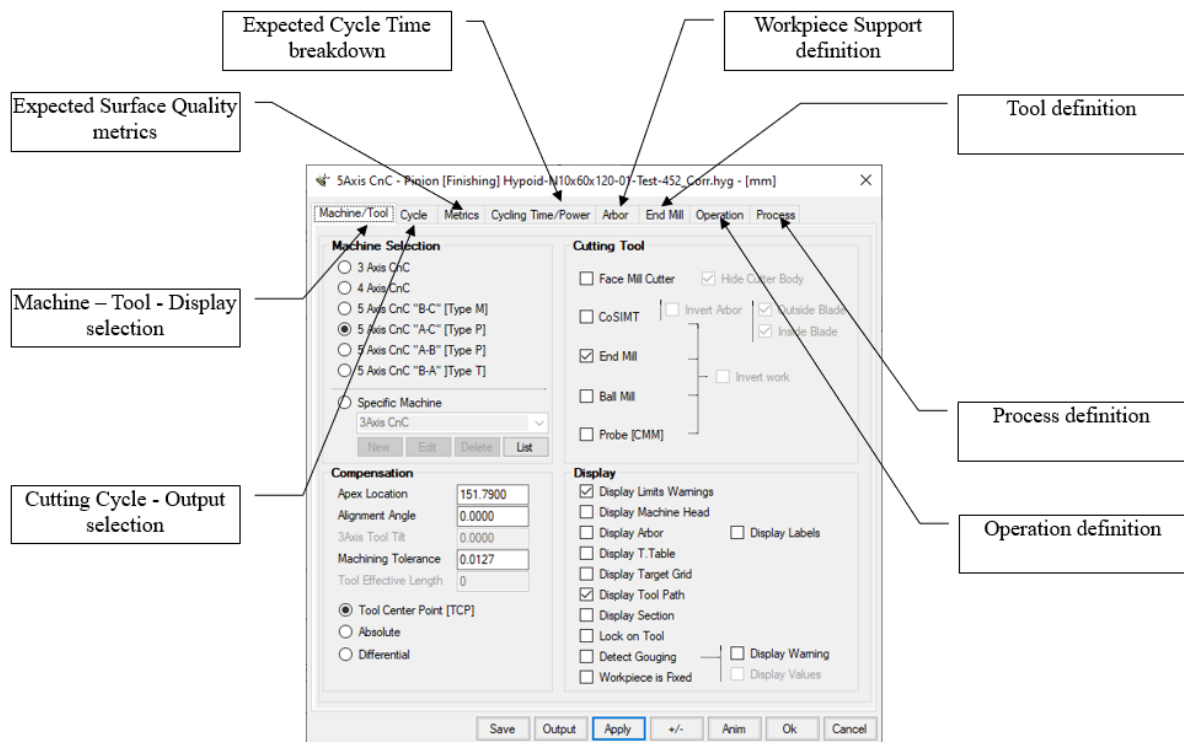 Expected Cycle Time
breakdown
Workpiece Support
definition
Expected Surface Quality
metrics
Tool definition
5Axis CnC - Pinion [Finishing] Hypoid-N10x60x120-01-Test-452_Corr.hyg - [mm]
Machine/Tool Cycle Metrics Cycling Time/Power Arbor End Mill Operation Process
Machine Selection
3 Axis CnC
4 Axis CnC
5 Axis CnC "B-C" [Type M]
5 Axis CnC "A-C" [Type P]
5 Axis CnC "A-B" [Type P]
5 Axis CnC "B-A" ]Type T]
Specific Machine
3Axis CnC
New Edit Delete List
Cutting Tool
Face Mill Cutter Hide Cutter Body
CoSIMT Invert Arbor Outside Blade
Inside Blade
End Mill
Invert work
Ball Mill
Probe [CMM]
Machine – Tool - Display
selection
Process definition
Cutting Cycle - Output
selection
Operation definition
Compensation
Apex Location 151.7900
Alignment Angle 0.0000
3Axis Tool Tilt 0.0000
Machining Tolerance 0.0127
Tool Effective Length 0
Tool Center Point [TCP]
Absolute
Differential
Display
Display Limits Warnings
Display Machine Head
Display Arbor Display Labels
Display T.Table
Display Target Grid
Display Tool Path
Display Section
Lock on Tool
Detect Gouging Display Warning
Workpiece is Fixed Display Values
Save Output Apply +/- Anim Ok Cancel